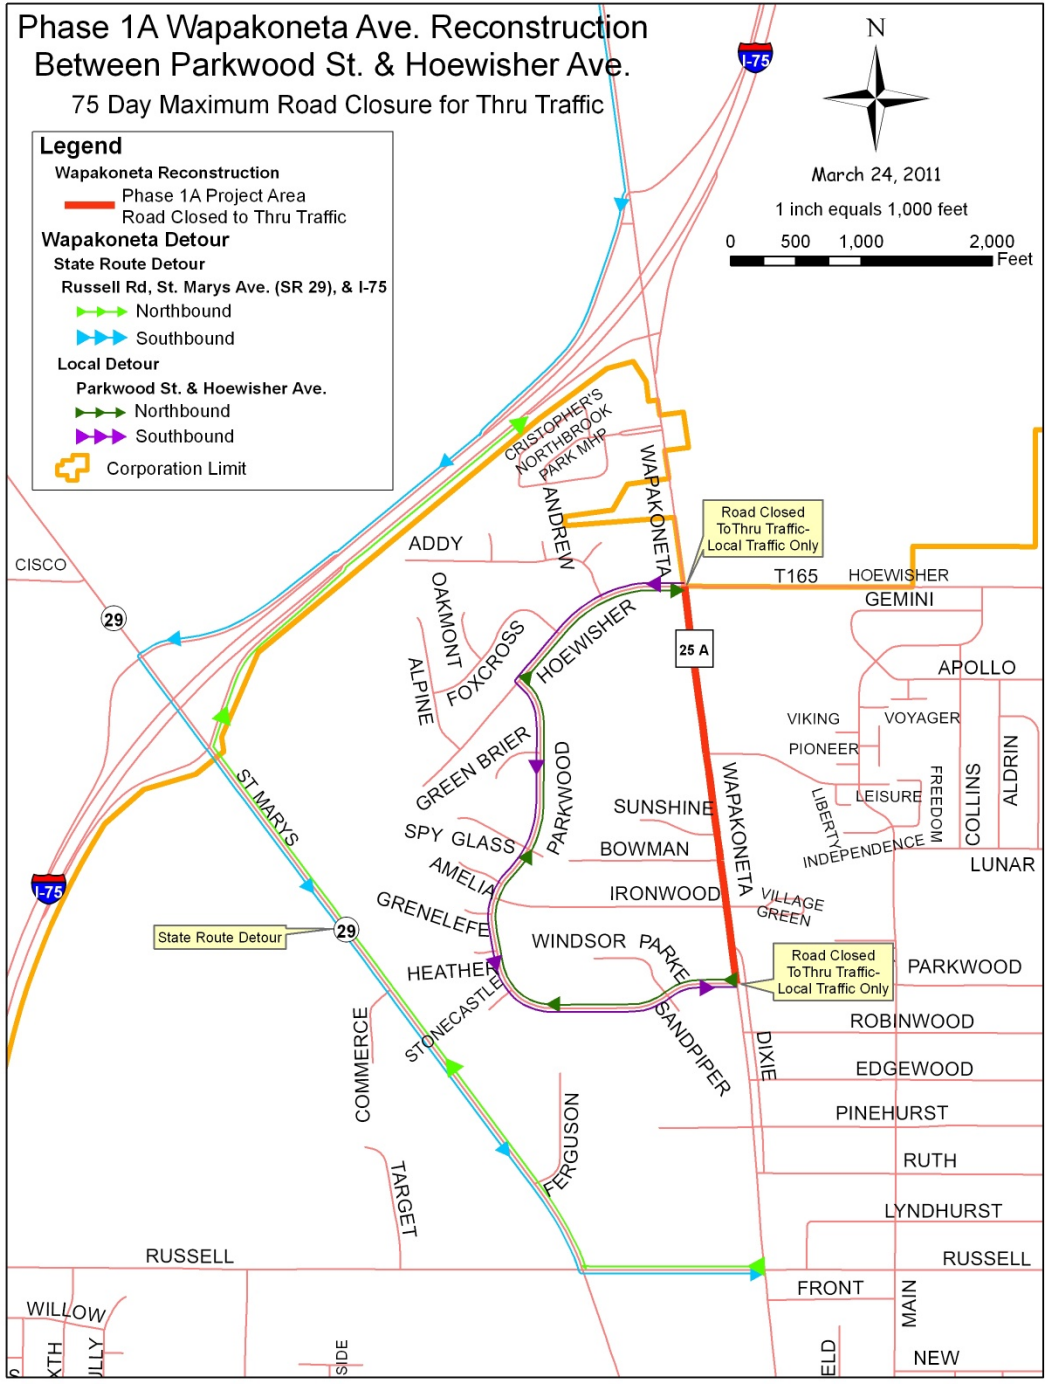 Phase 1A Wapakoneta Ave. Reconstruction
Between Parkwood St. & Hoewisher Ave.
75 Day Maximum Road Closure for Thru Traffic
Legend
Wapakoneta Reconstruction
Phase 1A Project Area
Road Closed to Thru Traffic
Wapakoneta Detour
State Route Detour
Russell Rd, St. Marys Ave. (SR 29), & I-75
Northbound
Southbound
Local Detour
Parkwood St. & Hoewisher Ave.
Northbound
Southbound
Corporation Limit
I-75
N
March 24, 2011
1 inch equals 1,000 feet
0 500 1,000 2,000
Feet
CRISTOPHER'S
NORTHBROOK
PARK MHP
WAPAKONETA
ANDREW
ADDY
Road Closed
ToThru Traffic-
Local Traffic Only
CISCO
29
T165
HOEWISHER
GEMINI
OAKMONT
ALPINE
FOXCROSS
HOEWISHER
25 A
APOLLO
VIKING
VOYAGER
PIONEER
GREEN BRIER
PARKWOOD
ST MARYS
WAPAKONETA
LIBERTY
LEISURE
FREEDOM
COLLINS
ALDRIN
SUNSHINE
SPY GLASS
BOWMAN
INDEPENDENCE
LUNAR
AMELIA
IRONWOOD
VILLAGE
GREEN
I-75
GRENELEFE
State Route Detour
29
WINDSOR
PARKE
Road Closed
ToThru Traffic-
Local Traffic Only
PARKWOOD
HEATHER
STONECASTLE
SANDPIPER
ROBINWOOD
COMMERCE
DIXIE
EDGEWOOD
PINEHURST
FERGUSON
RUTH
TARGET
LYNDHURST
RUSSELL
RUSSELL
FRONT
MAIN
WILLOW
XTH
JLLY
SIDE
ELD
NEW